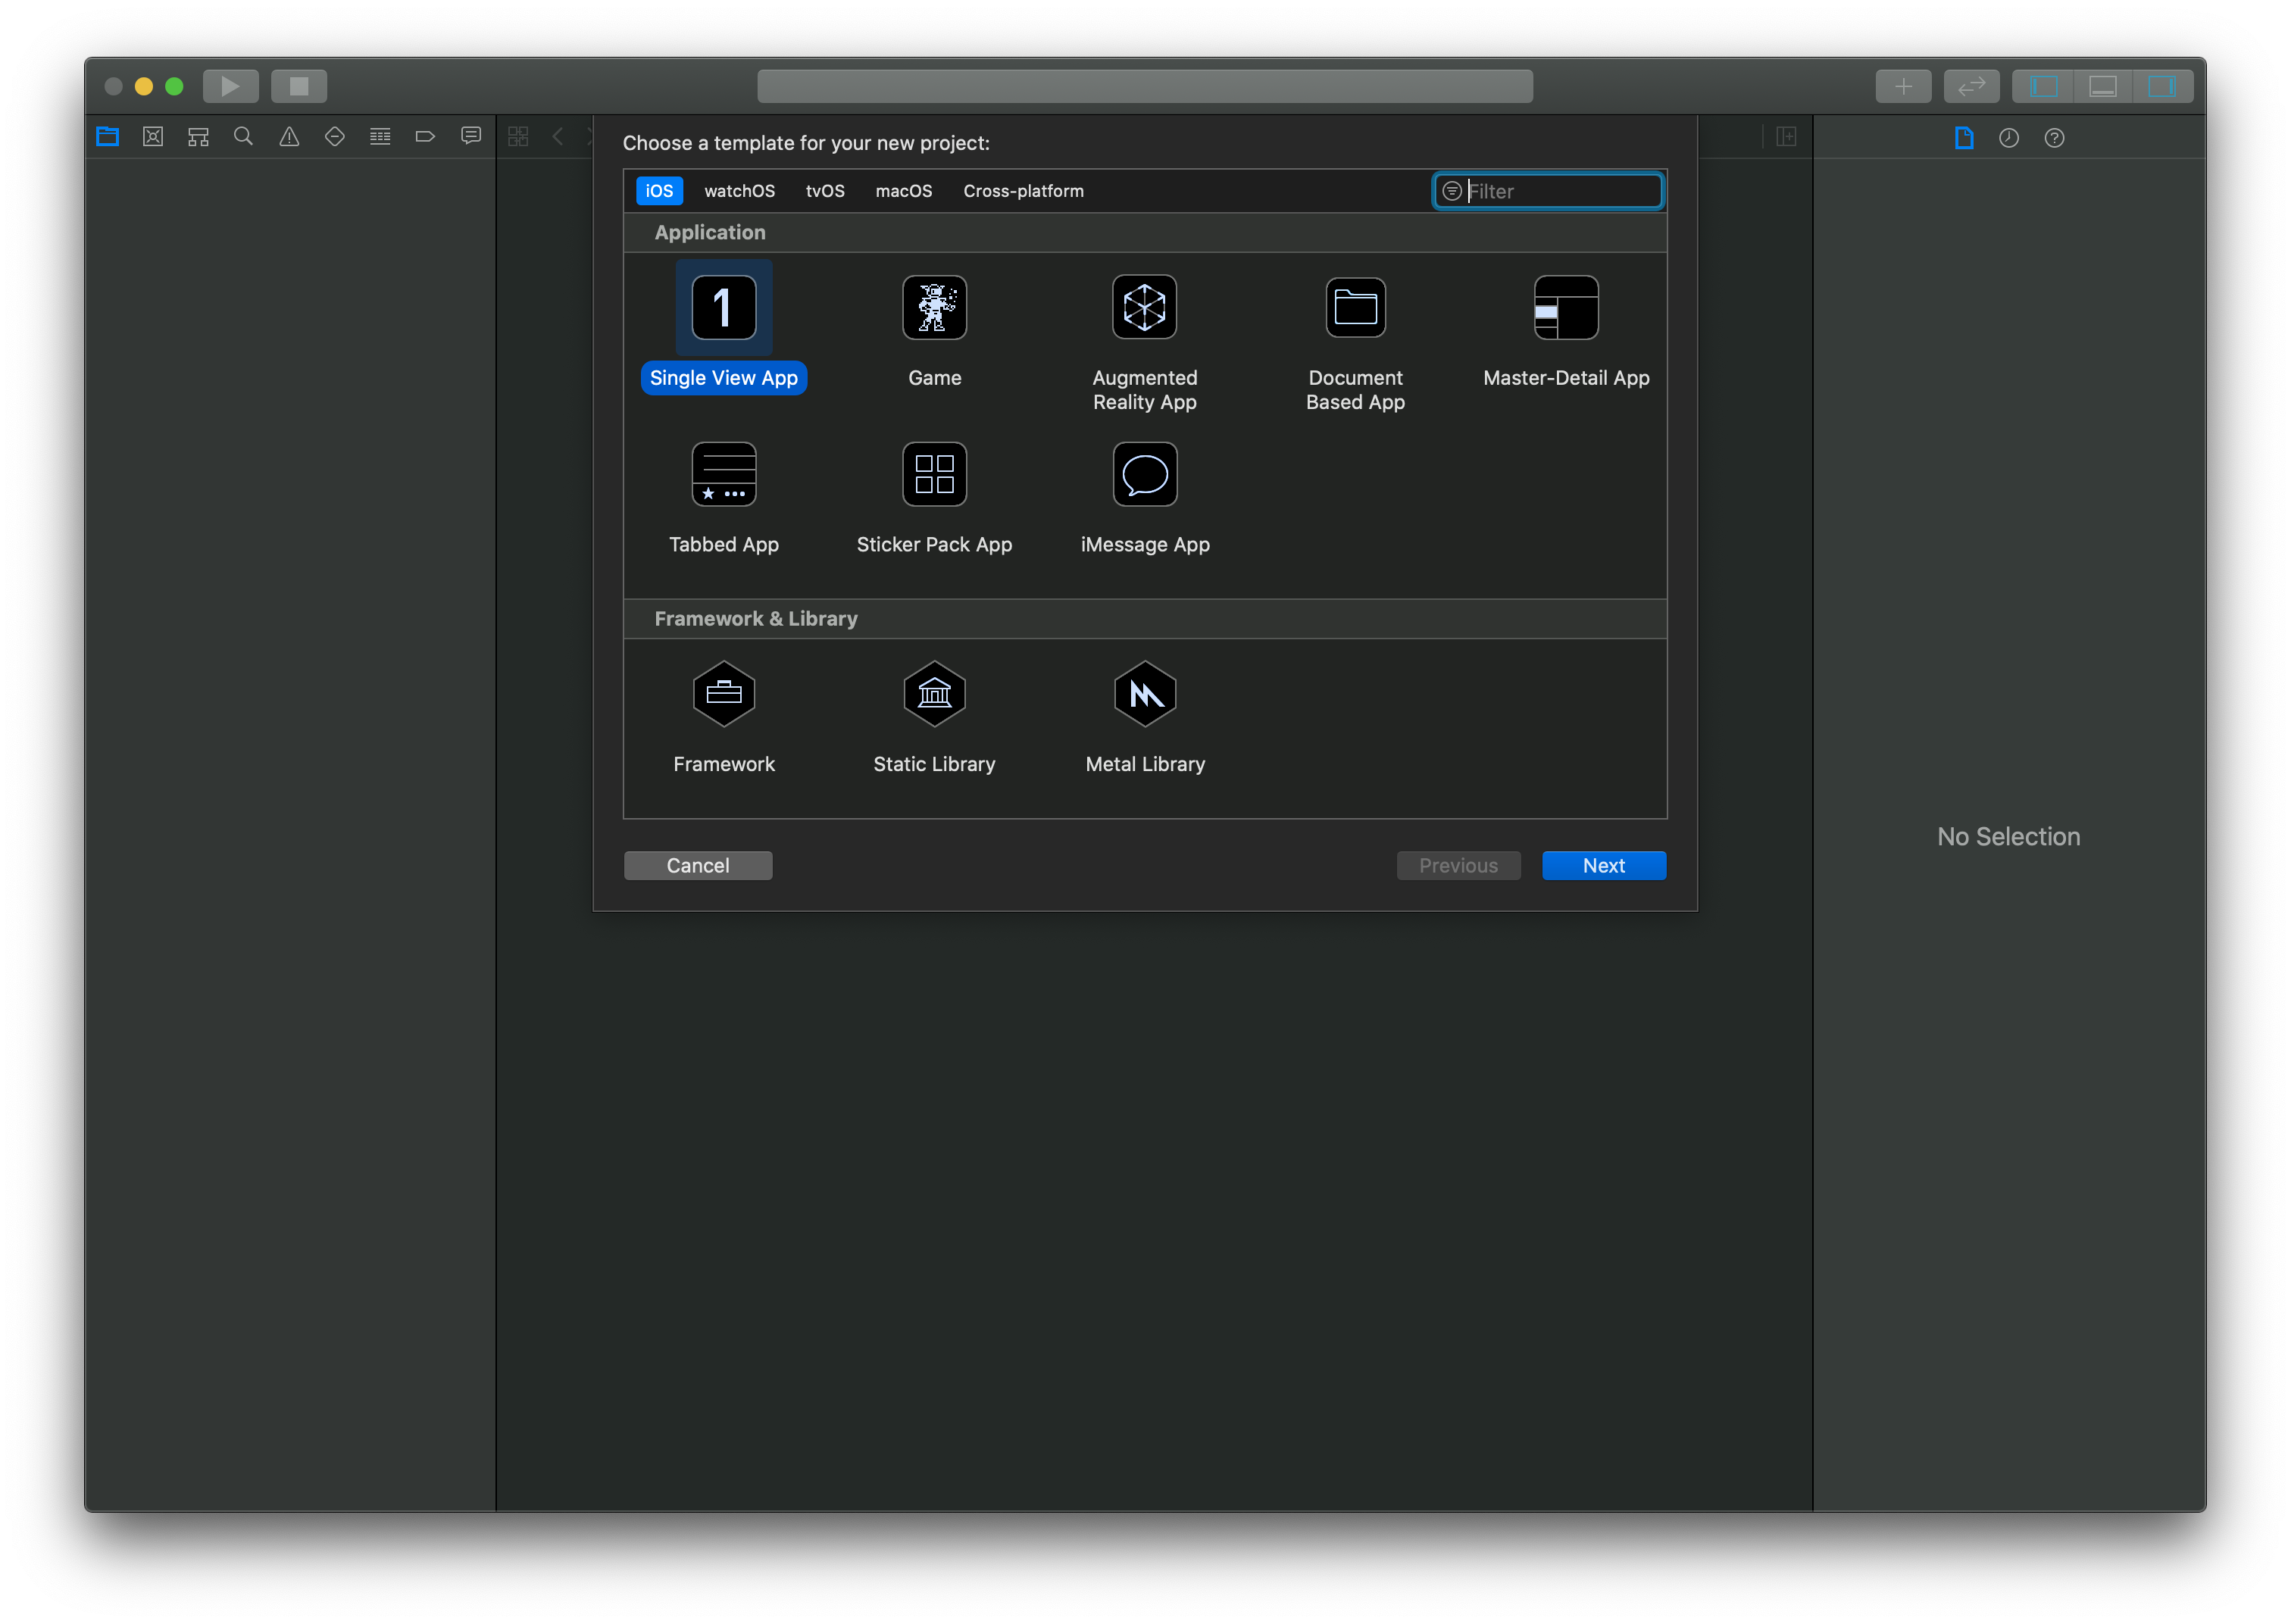 Choose a template for your new project:
iOS watchOS tvOS macOS Cross-platform Filter
Application
1
Single View App Game Augmented Reality App Document Based App Master-Detail App
Tabbed App Sticker Pack App iMessage App
Framework & Library
Framework Static Library Metal Library
No Selection
Cancel Previous Next